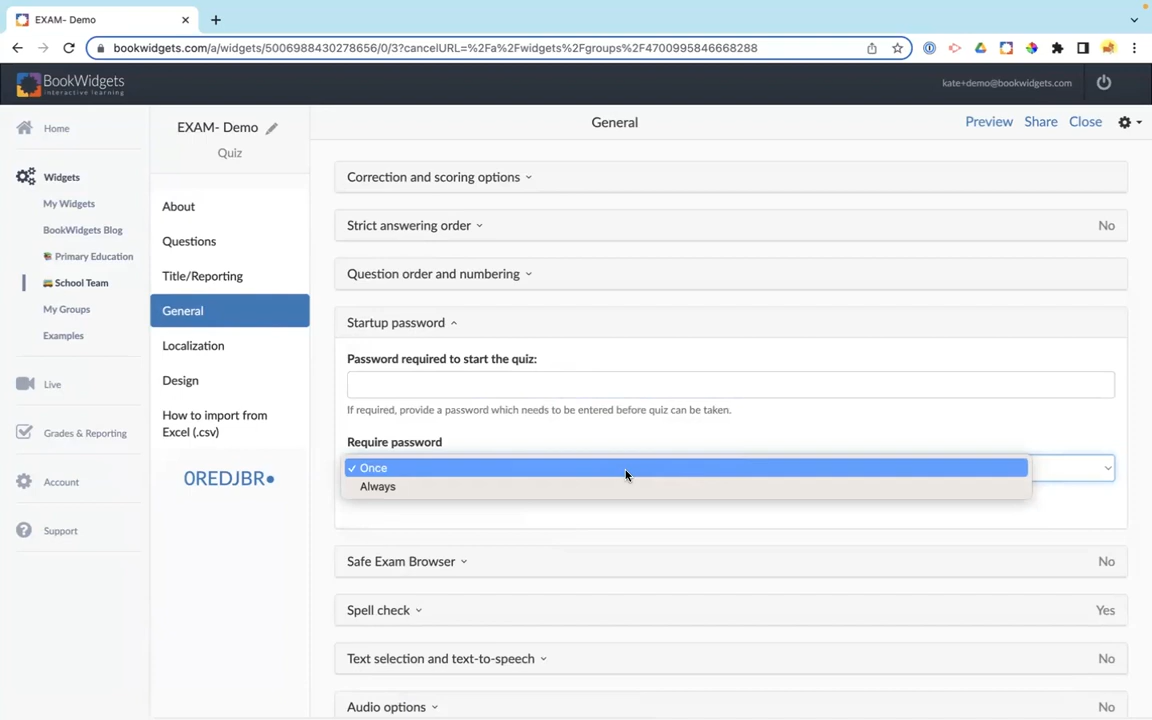 EXAM- Demo
bookwidgets.com/a/widgets/5006988430278656/0/3?cancelURL=%2Fa%2Fwidgets%2Fgroups%2F4700995846668288
BookWidgets
interactive learning
kate+demo@bookwidgets.com
Home
Widgets
My Widgets
BookWidgets Blog
Primary Education
School Team
My Groups
Examples
Live
Grades & Reporting
Account
Support
EXAM- Demo
Quiz
About
Questions
Title/Reporting
General
Localization
Design
How to import from
Excel (.csv)
0REDJBR
General
Preview Share Close
Correction and scoring options
Strict answering order No
Question order and numbering
Startup password
Password required to start the quiz:
If required, provide a password which needs to be entered before quiz can be taken.
Require password
✓ Once
Always
Safe Exam Browser No
Spell check Yes
Text selection and text-to-speech No
Audio options No